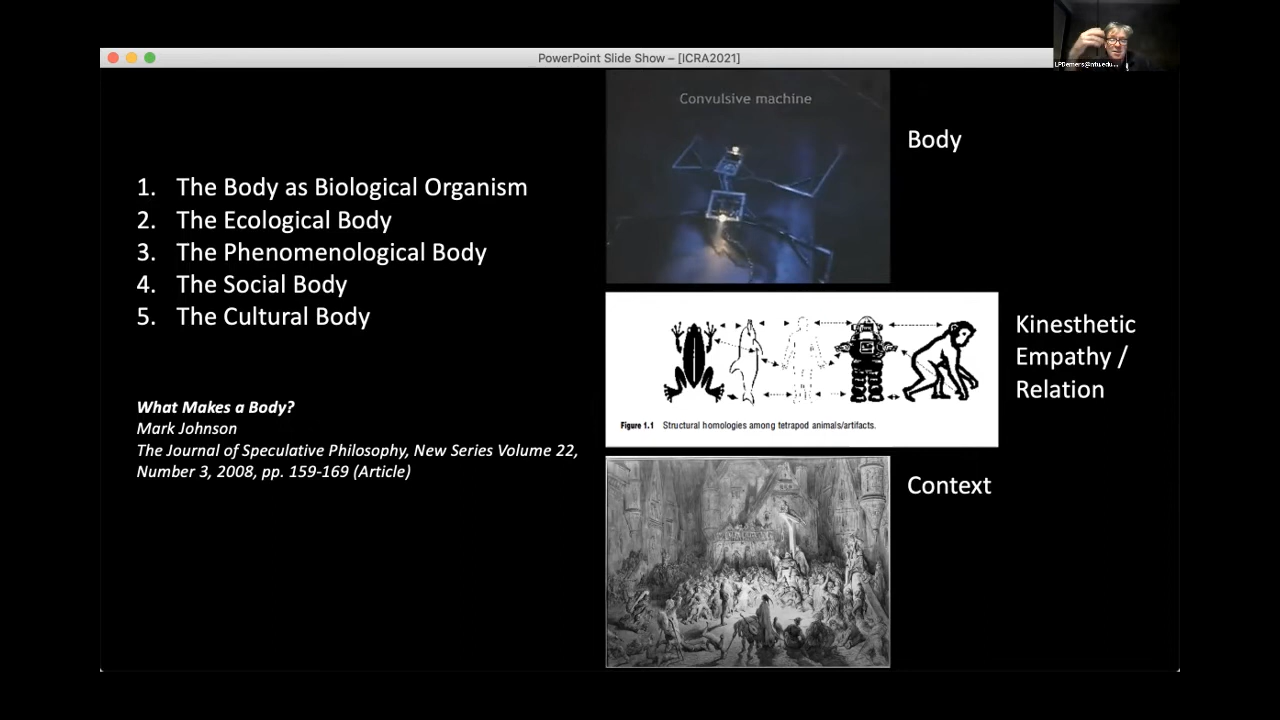 PowerPoint Slide Show – [ICRA2021]
LPDemers@ntu.edu...
Convulsive machine
Body
1. The Body as Biological Organism
2. The Ecological Body
3. The Phenomenological Body
4. The Social Body
5. The Cultural Body
What Makes a Body?
Mark Johnson
The Journal of Speculative Philosophy, New Series Volume 22,
Number 3, 2008, pp. 159-169 (Article)
Kinesthetic
Empathy /
Relation
Figure 1.1 Structural homologies among tetrapod animals/artifacts.
Context